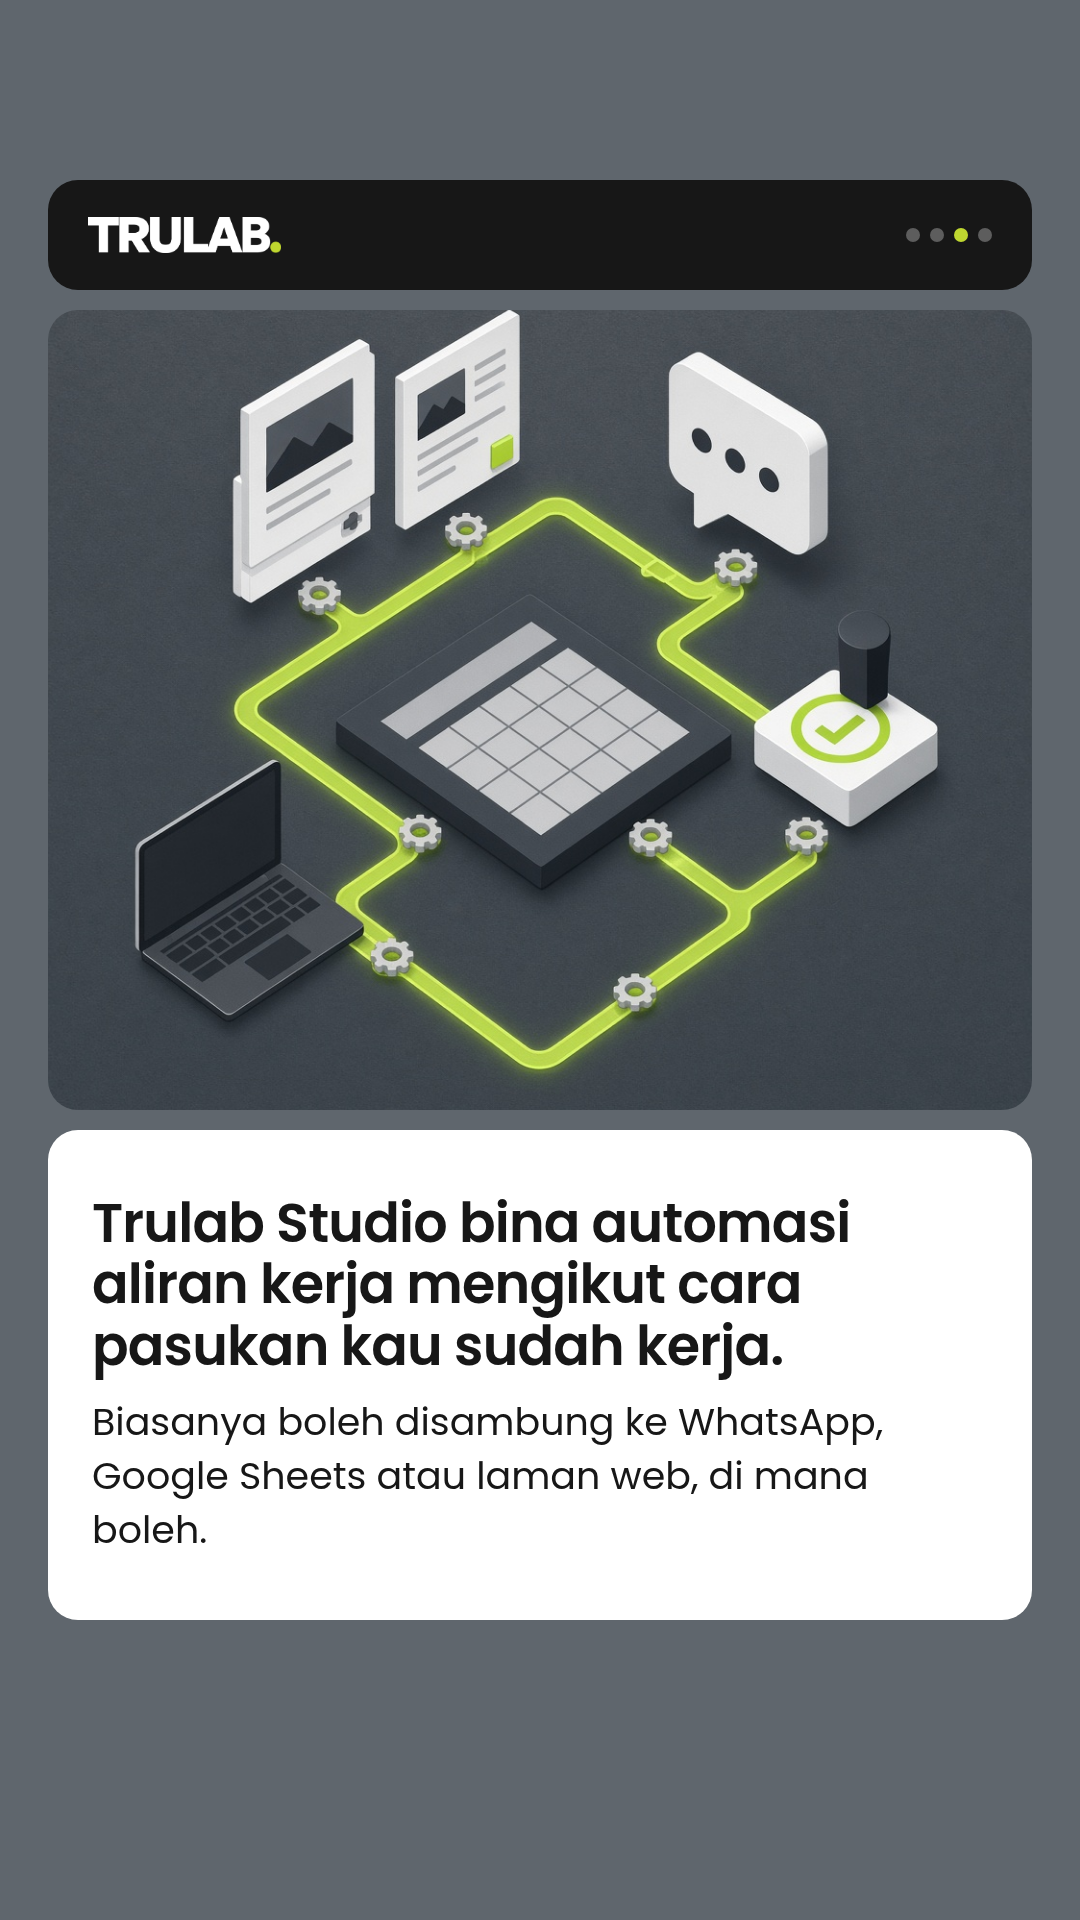 TRULAB.
Trulab Studio bina automasi
aliran kerja mengikut cara
pasukan kau sudah kerja.
Biasanya boleh disambung ke WhatsApp,
Google Sheets atau laman web, di mana
boleh.